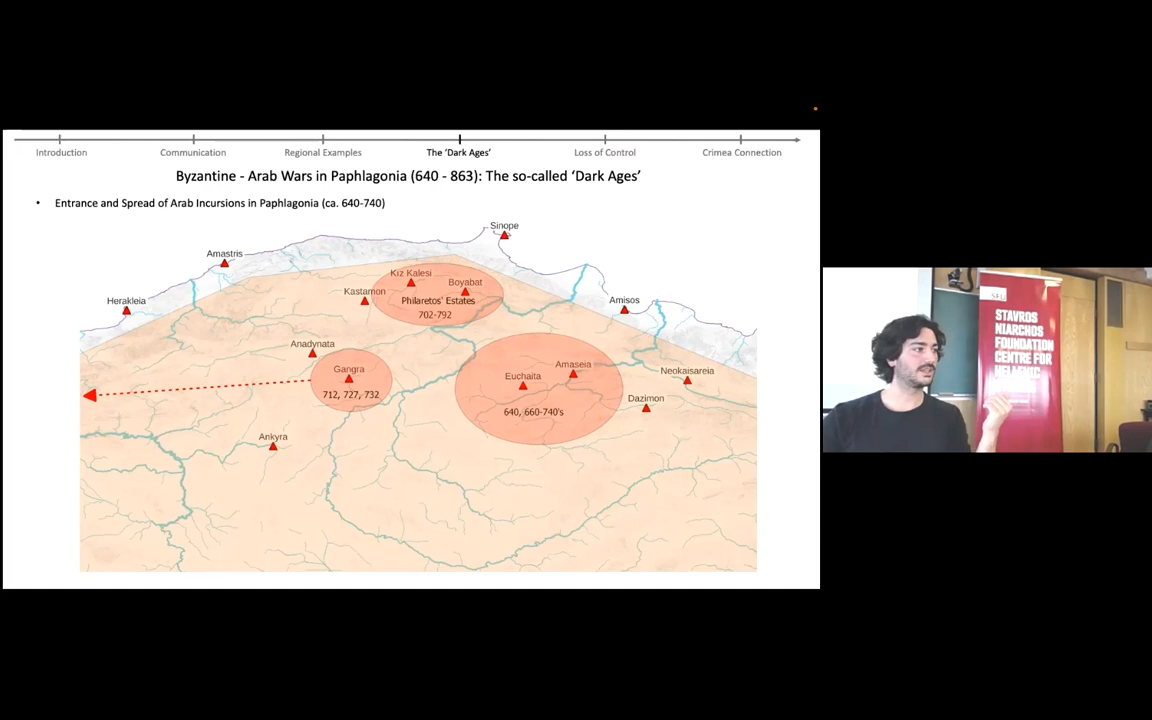 Introduction
Communication
Regional Examples
The 'Dark Ages'
Loss of Control
Crimea Connection
Byzantine - Arab Wars in Paphlagonia (640 - 863): The so-called 'Dark Ages'
• Entrance and Spread of Arab Incursions in Paphlagonia (ca. 640-740)
Sinope
Amastris
Kız Kalesi
Boyabat
Kastamon
Philaretos' Estates
702-792
Herakleia
Amisos
Anadynata
Gangra
712, 727, 732
Amaseia
Euchaita
640, 660-740's
Neokaisareia
Dazimon
Ankyra
SFU
STAVROS
NIARCHOS
FOUNDATION
CENTRE FOR
HELLENIC